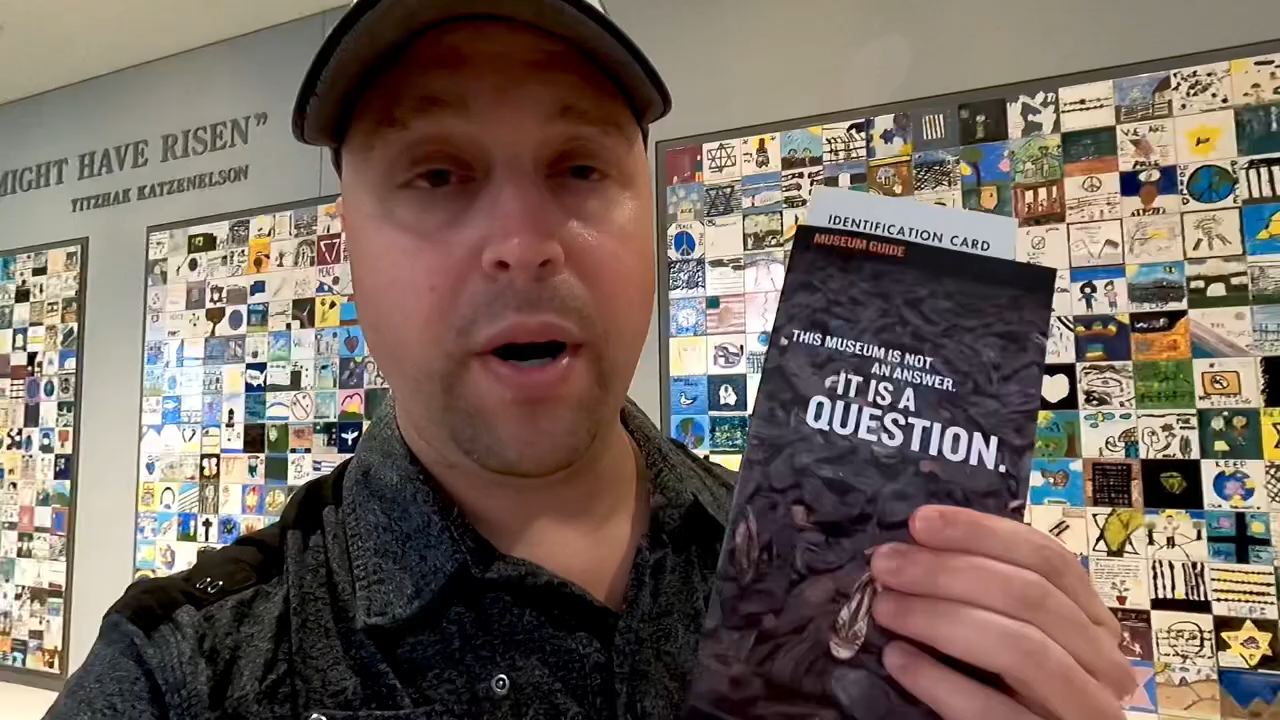 MIGHT HAVE RISEN”
YITZHAK KATZENELSON
IDENTIFICATION CARD
MUSEUM GUIDE
THIS MUSEUM IS NOT
AN ANSWER.
IT IS A
QUESTION.
WE ARE
PEACE
KEEP
HOPE